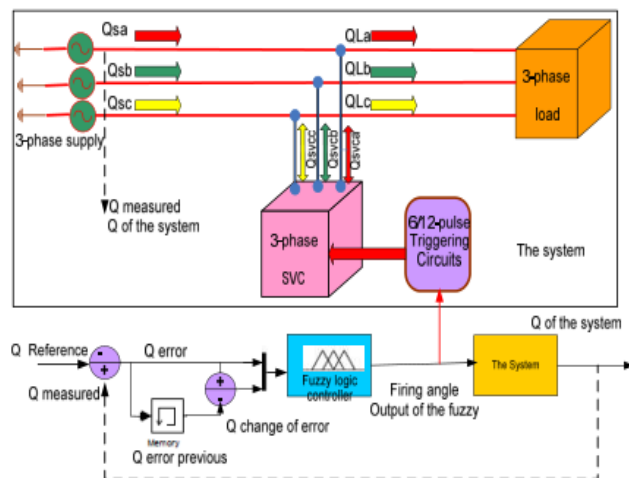 Qsa
QLa
Qsb
QLb
Qsc
QLc
3-phase
load
3-phase supply
Qsvcc
Qsvcb
Qsvca
Q measured
Q of the system
3-phase
SVC
6/12-pulse
Triggering
Circuits
The system
Q of the system
Q Reference
Q error
Q measured
Fuzzy logic
controller
The System
Firing angle
Output of the fuzzy
Memory
Q change of error
Q error previous